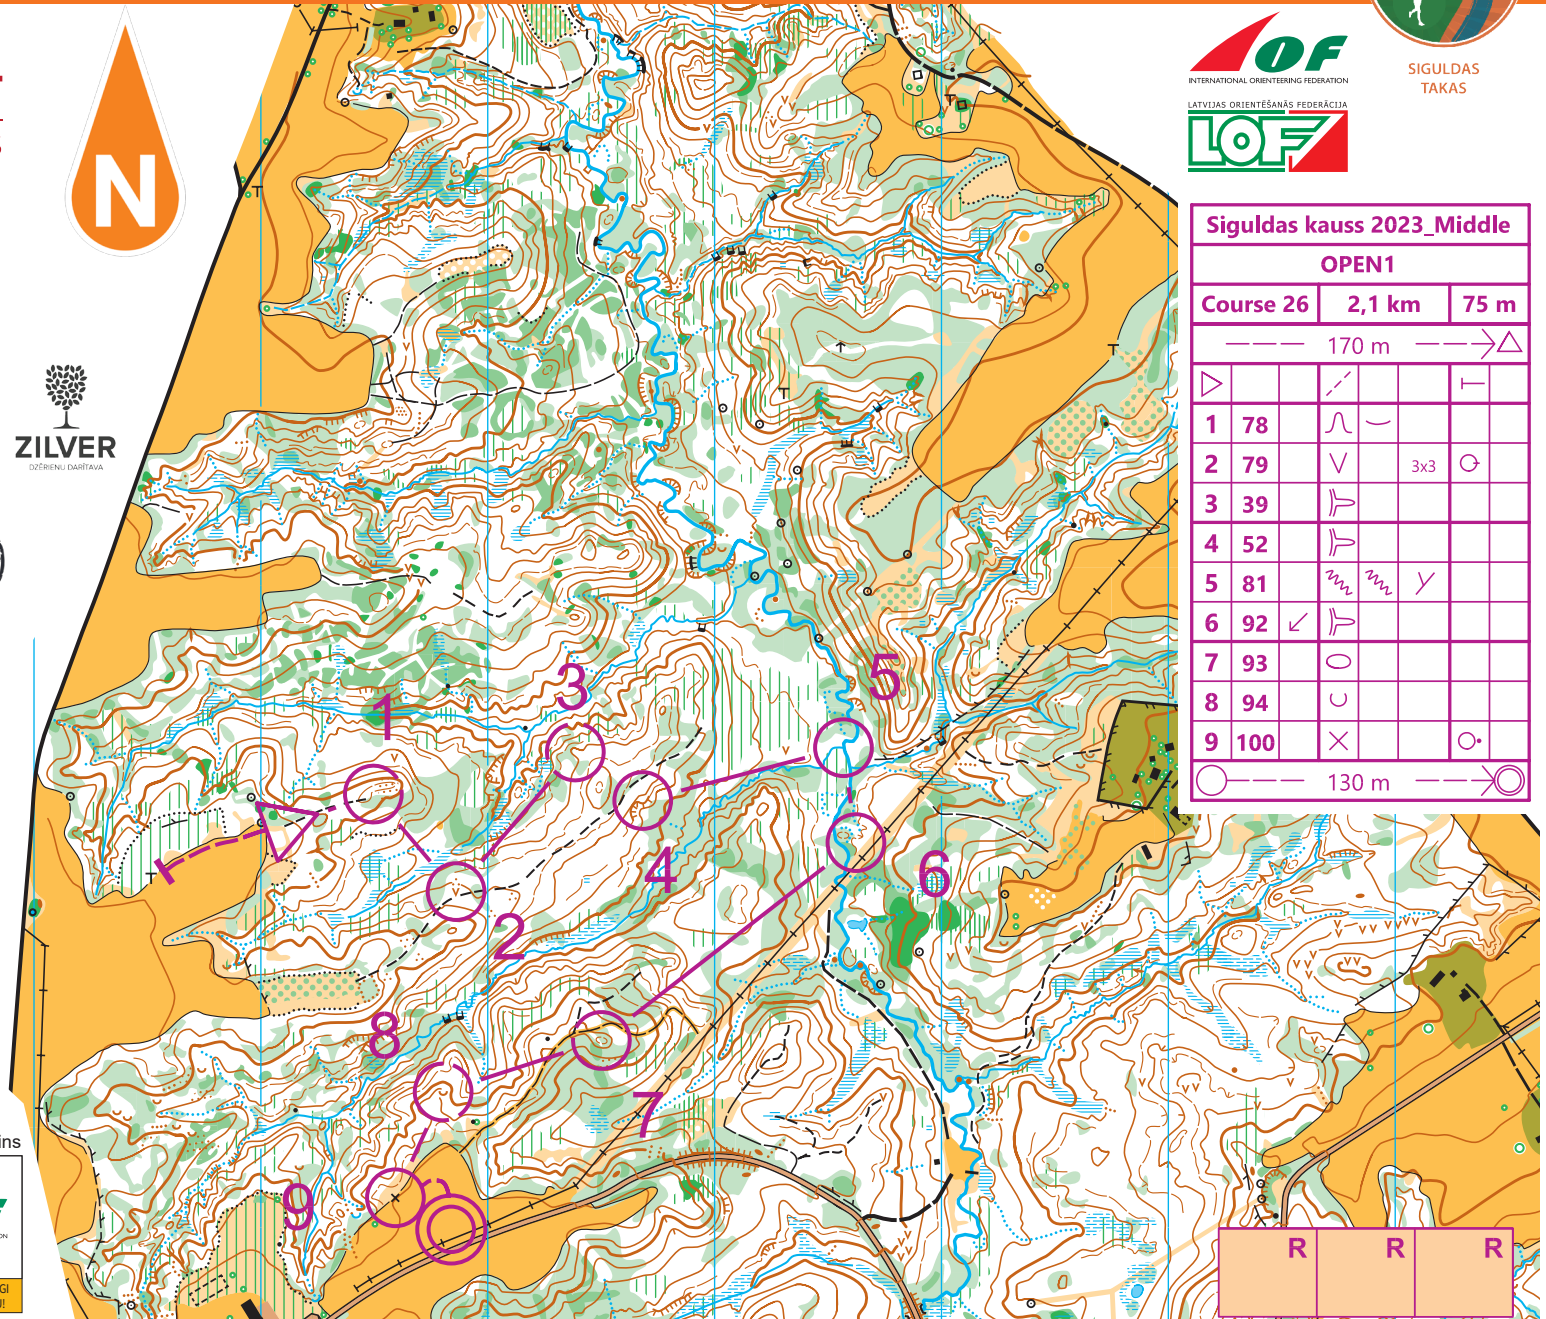 N
IOF
INTERNATIONAL ORIENTEERING FEDERATION
LATVIJAS ORIENTĒŠANĀS FEDERĀCIJA
LOF
SIGULDAS
TAKAS
ZILVER
DZĒRIENU DARĪTAVA
Siguldas kauss 2023_Middle
OPEN1
Course 26 2,1 km 75 m
170 m
1 78
2 79 3x3
3 39
4 52
5 81
6 92
7 93
8 94
9 100
130 m
1
2
3
4
5
6
7
8
9
R R R